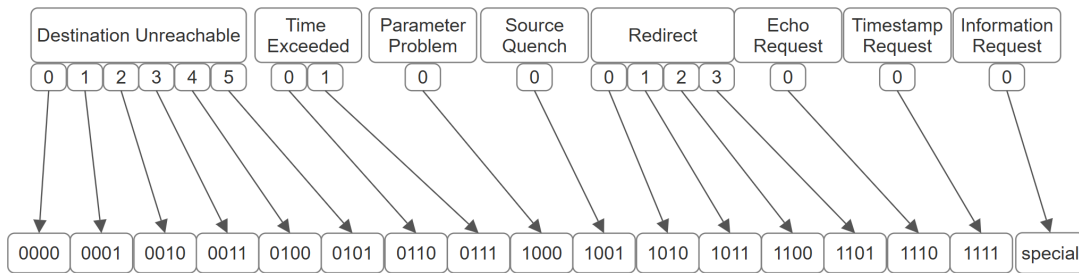 Destination Unreachable
Time
Exceeded
Parameter
Problem
Source
Quench
Redirect
Echo
Request
Timestamp
Request
Information
Request
0 1 2 3 4 5 0 1 0 0 0 1 2 3 0 0 0
0000 0001 0010 0011 0100 0101 0110 0111 1000 1001 1010 1011 1100 1101 1110 1111 special